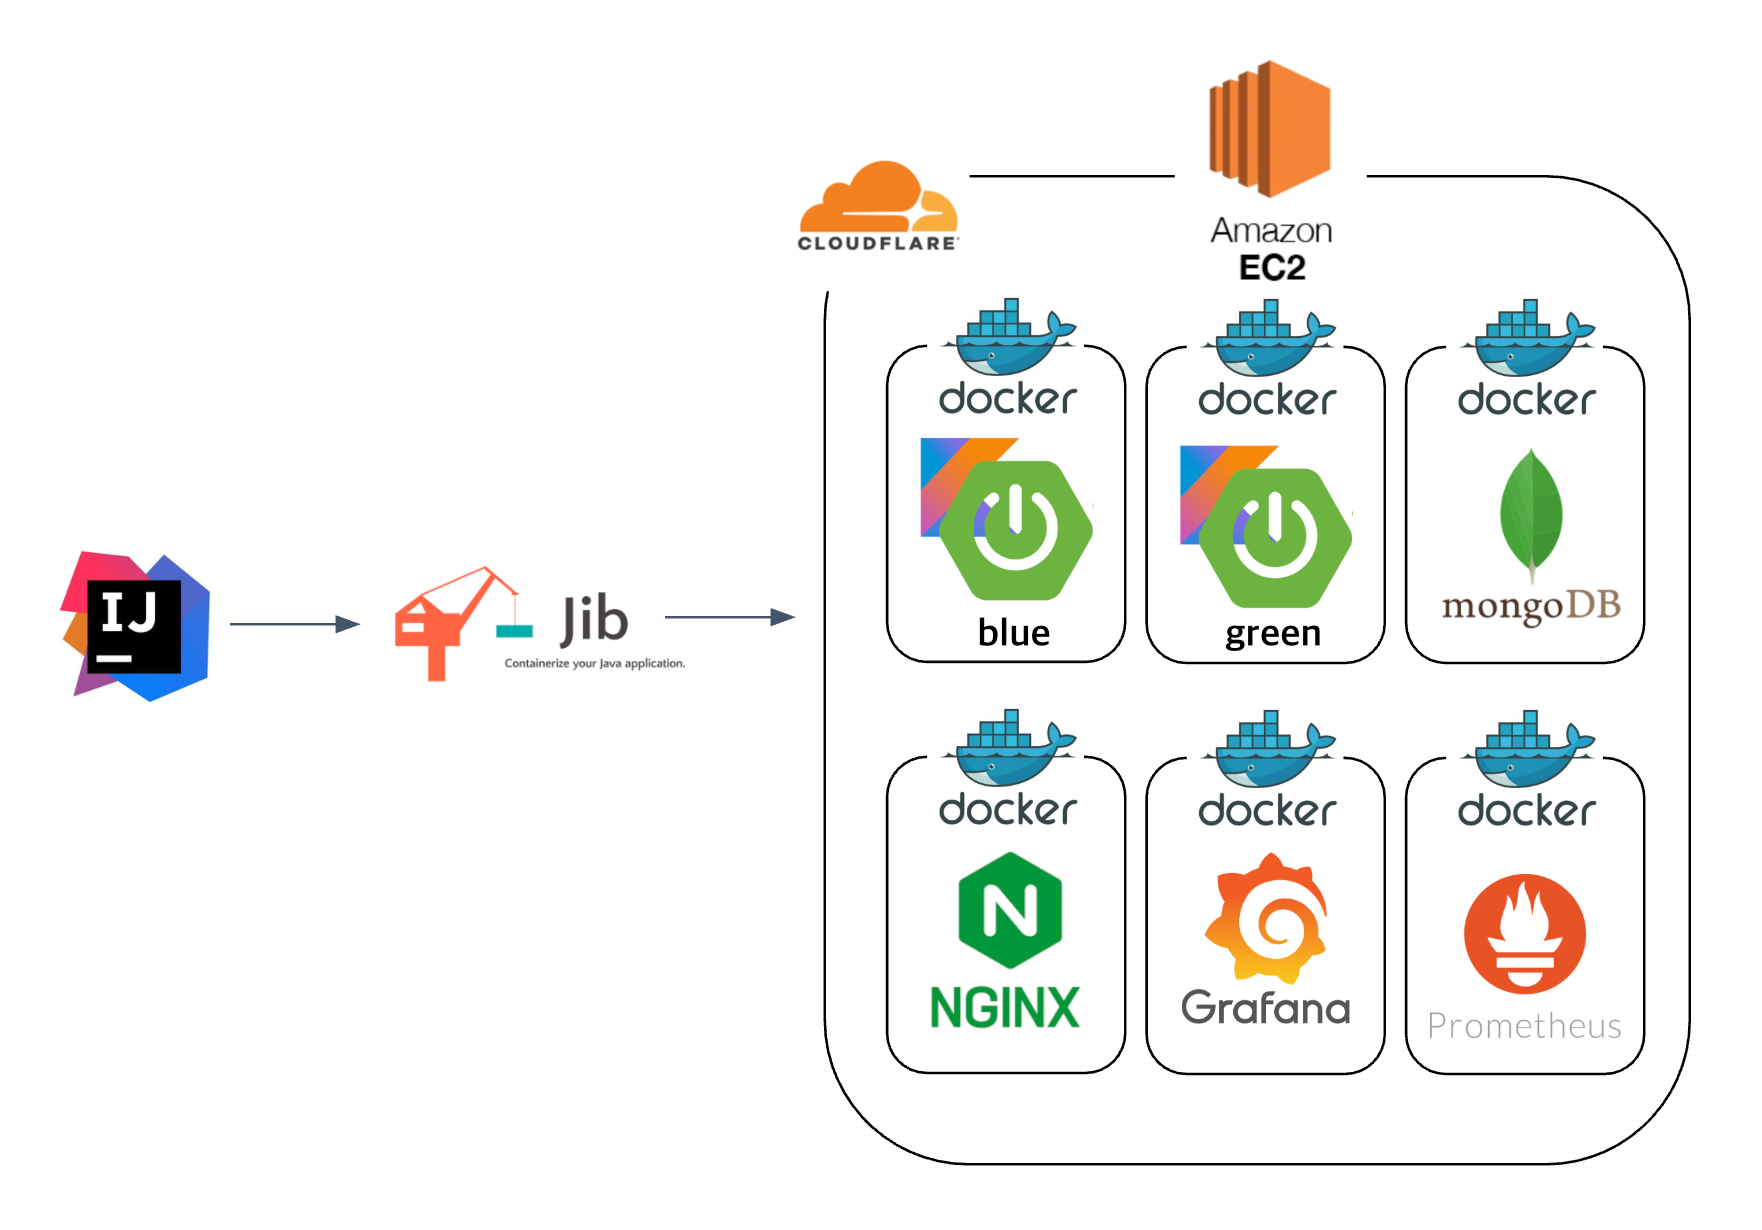 IJ
Jib
Containerize your Java application.
CLOUDFLARE
Amazon
EC2
docker
blue
docker
green
docker
mongoDB
docker
N
NGINX
docker
Grafana
docker
Prometheus